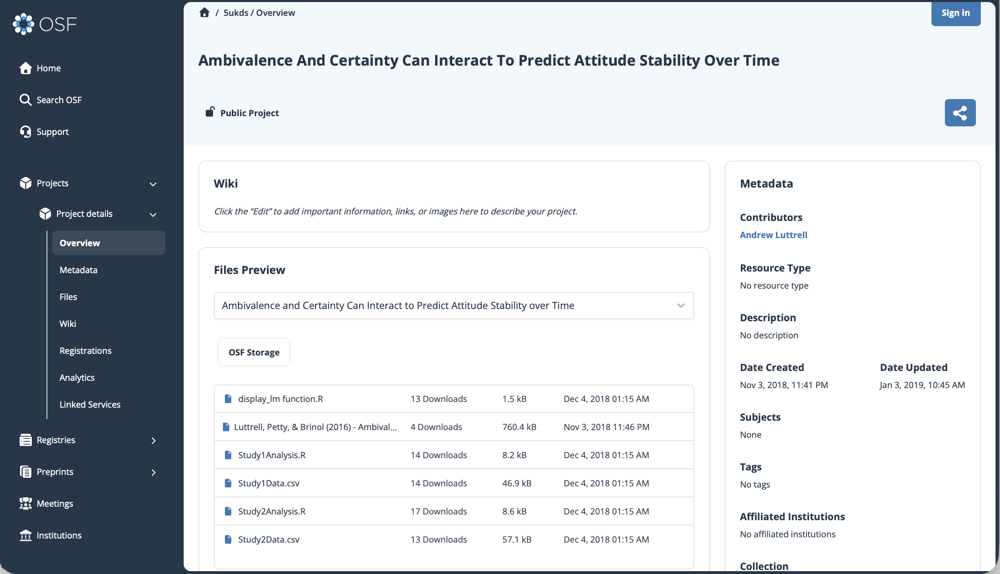 OSF
Home
Search OSF
Support
Projects
Project details
Overview
Metadata
Files
Wiki
Registrations
Analytics
Linked Services
Registries
Preprints
Meetings
Institutions
/ 5ukds / Overview
Sign in
Ambivalence And Certainty Can Interact To Predict Attitude Stability Over Time
Public Project
Wiki
Click the “Edit” to add important information, links, or images here to describe your project.
Files Preview
Ambivalence and Certainty Can Interact to Predict Attitude Stability over Time
OSF Storage
display_lm function.R 13 Downloads 1.5 kB Dec 4, 2018 01:15 AM
Luttrell, Petty, & Brinol (2016) - Ambival... 4 Downloads 760.4 kB Nov 3, 2018 11:46 PM
Study1Analysis.R 14 Downloads 8.2 kB Dec 4, 2018 01:15 AM
Study1Data.csv 14 Downloads 46.9 kB Dec 4, 2018 01:15 AM
Study2Analysis.R 17 Downloads 8.6 kB Dec 4, 2018 01:15 AM
Study2Data.csv 13 Downloads 57.1 kB Dec 4, 2018 01:15 AM
Metadata
Contributors
Andrew Luttrell
Resource Type
No resource type
Description
No description
Date Created Date Updated
Nov 3, 2018, 11:41 PM Jan 3, 2019, 10:45 AM
Subjects
None
Tags
No tags
Affiliated Institutions
No affiliated institutions
Collection